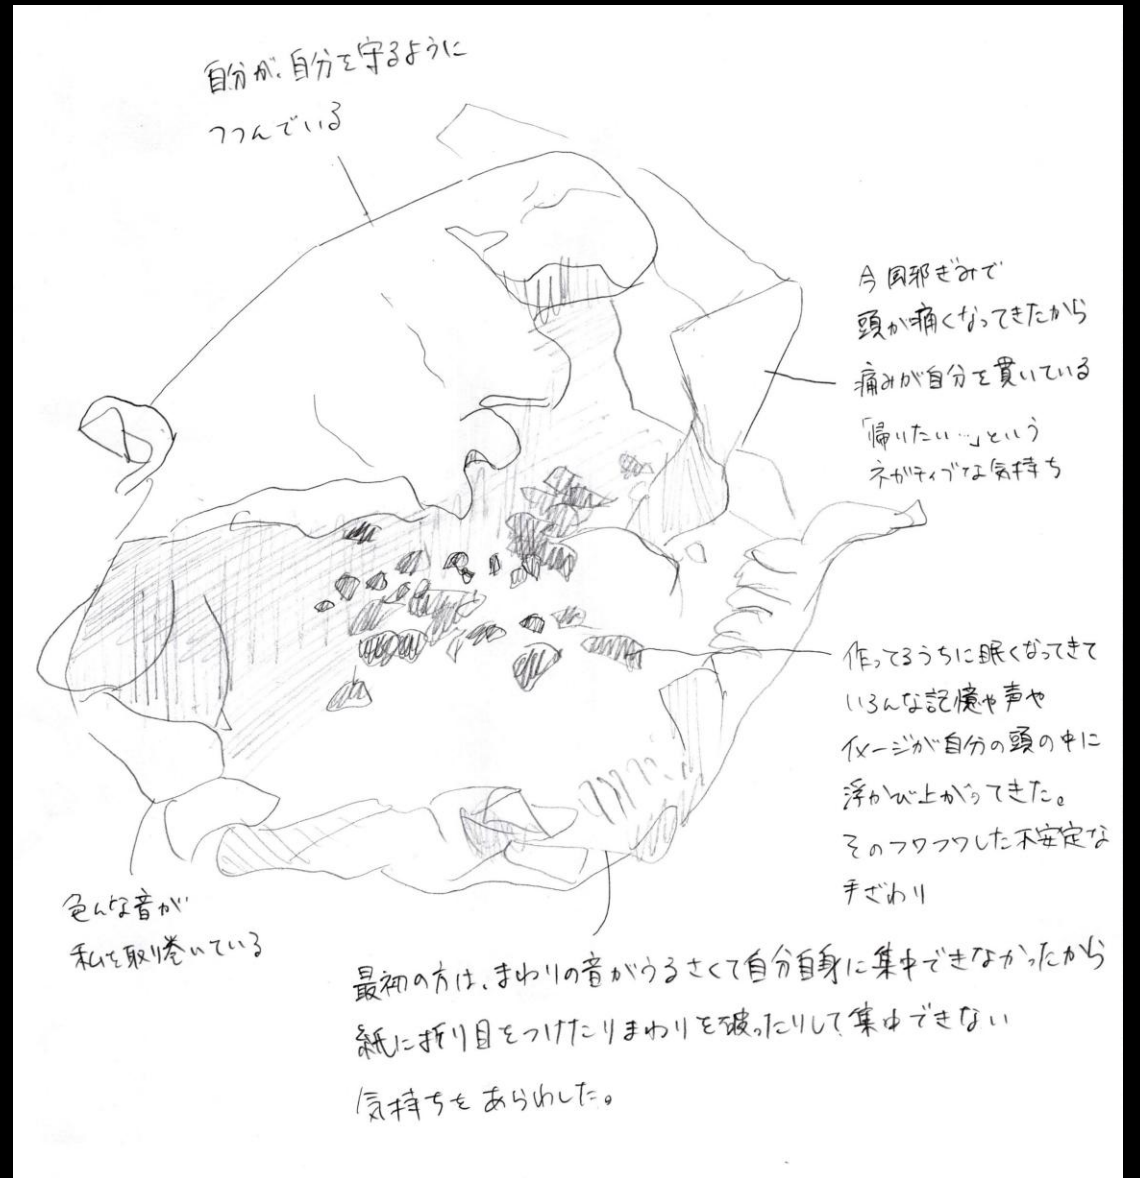 自分が、自分を守るように
つつんでいる
今風邪ぎみで
頭が痛くなってきたから
痛みが自分を貫いている
「帰りたい…」という
ネガティブな気持ち
作ってるうちに眠くなってきて
いろんな記憶や声や
イメージが自分の頭の中に
浮かび上がってきた。
そのフワフワした不安定な
手ざわり
色んな音が
私を取り巻いている
最初の方は、まわりの音がうるさくて自分自身に集中できなかったから
紙に折り目をつけたりまわりを破ったりして集中できない
気持ちをあらわした。